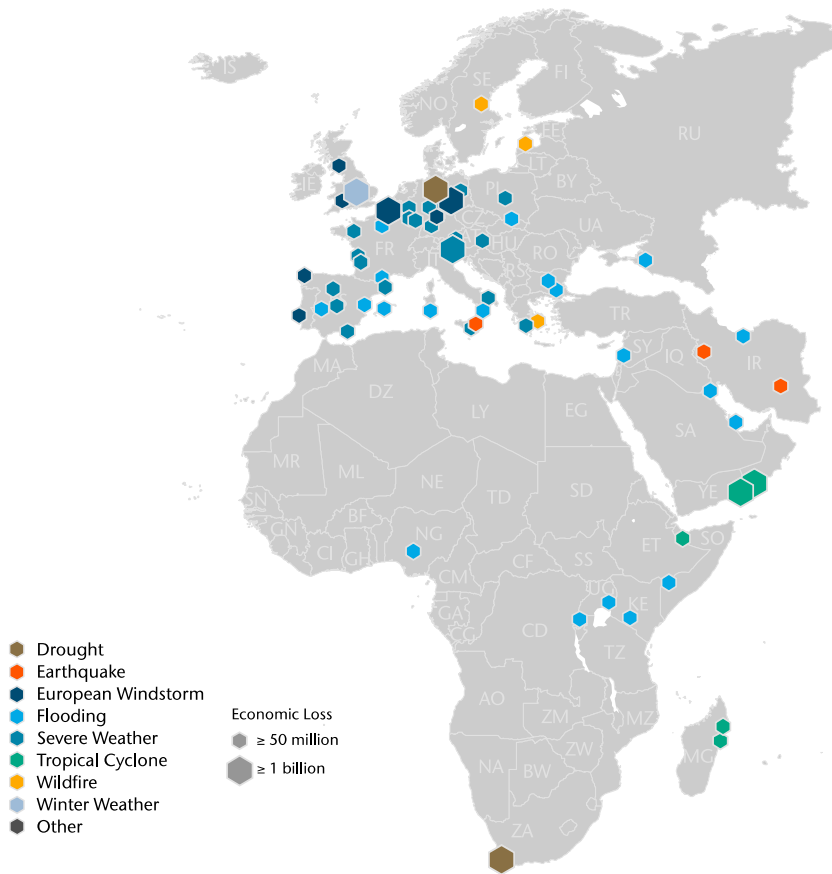 IS
SE
FI
NO
RU
EE
LT
IE
BY
PL
UA
FR
HU
RO
IT
RS
TR
SY
IQ
IR
MA
DZ
LY
EG
SA
MR
ML
NE
TD
SD
YE
SN
BF
GN
NG
CI
GH
CF
SS
ET
SO
CM
UG
KE
GA
CG
CD
TZ
AO
ZM
MZ
ZW
NA
BW
MG
ZA
Drought
Earthquake
European Windstorm
Flooding
Severe Weather
Tropical Cyclone
Wildfire
Winter Weather
Other
Economic Loss
≥ 50 million
≥ 1 billion